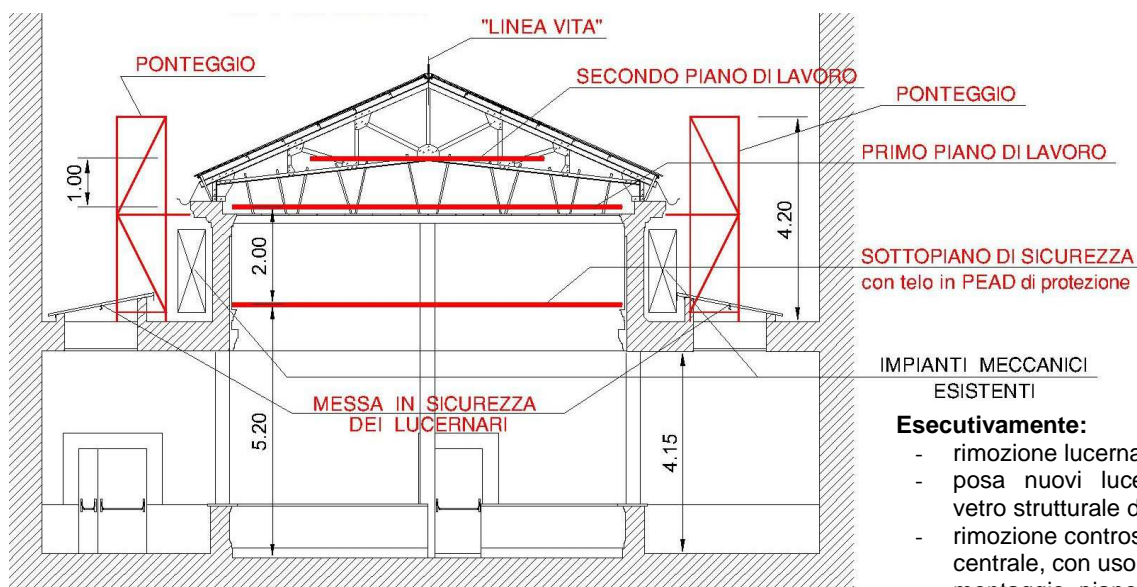 "LINEA VITA"
PONTEGGIO
SECONDO PIANO DI LAVORO
PONTEGGIO
PRIMO PIANO DI LAVORO
1.00
4.20
2.00
SOTTOPIANO DI SICUREZZA
con telo in PEAD di protezione
IMPIANTI MECCANICI
ESISTENTI
MESSA IN SICUREZZA
DEI LUCERNARI
5.20
4.15
Esecutivamente:
- rimozione lucerna
- posa nuovi luce
vetro strutturale d
- rimozione contros
centrale, con uso